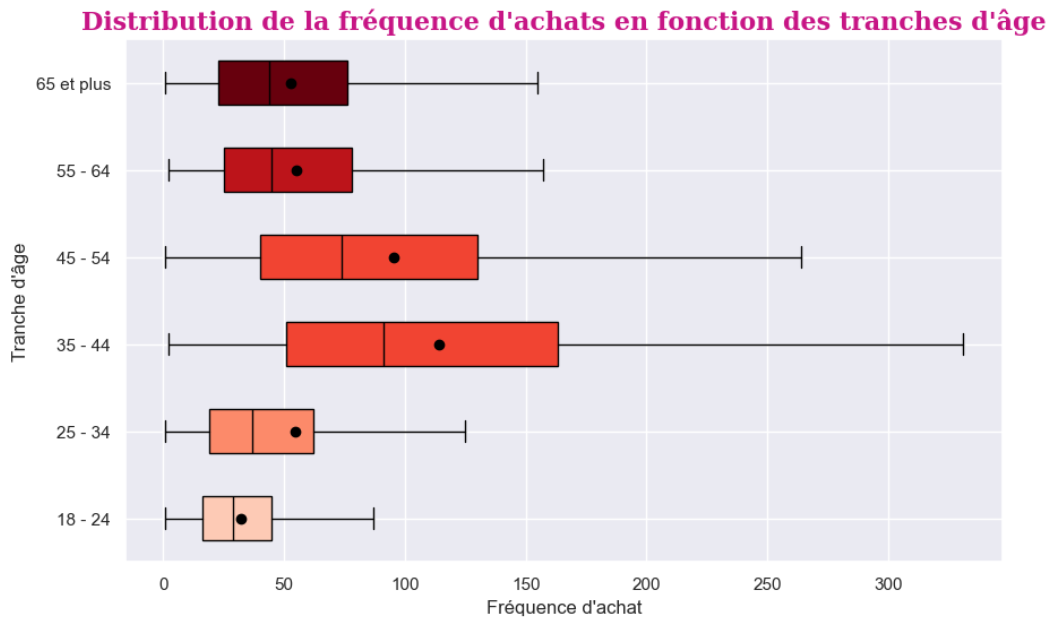 Distribution de la fréquence d'achats en fonction des tranches d'âge
Tranche d'âge
65 et plus
55 - 64
45 - 54
35 - 44
25 - 34
18 - 24
0 50 100 150 200 250 300
Fréquence d'achat